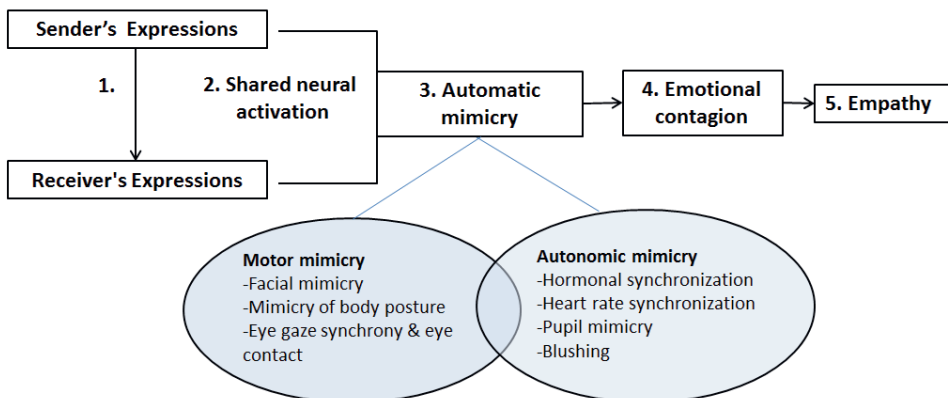 Sender’s Expressions
1.
2. Shared neural
activation
3. Automatic
mimicry
4. Emotional
contagion
5. Empathy
Receiver's Expressions
Motor mimicry
-Facial mimicry
-Mimicry of body posture
-Eye gaze synchrony & eye
contact
Autonomic mimicry
-Hormonal synchronization
-Heart rate synchronization
-Pupil mimicry
-Blushing